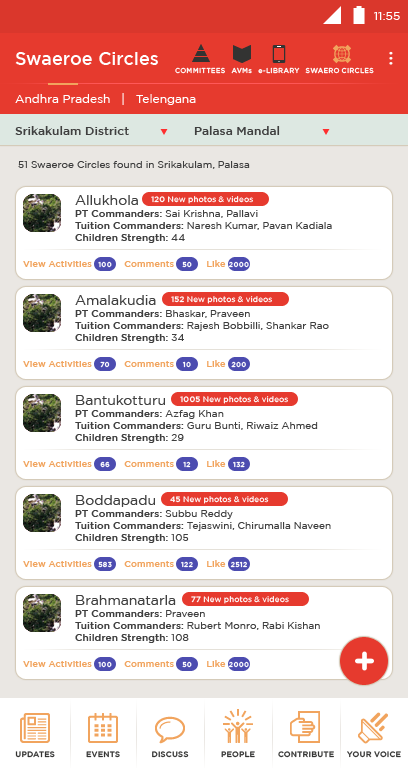 11:55
Swaeroe Circles
COMMITTEES AVMs e-LIBRARY SWAERO CIRCLES
Andhra Pradesh | Telengana
Srikakulam District Palasa Mandal
51 Swaeroe Circles found in Srikakulam, Palasa
Allukhola 120 New photos & videos
PT Commanders: Sai Krishna, Pallavi
Tuition Commanders: Naresh Kumar, Pavan Kadiala
Children Strength: 44
View Activities 100 Comments 50 Like 2000
Amalakudia 152 New photos & videos
PT Commanders: Bhaskar, Praveen
Tuition Commanders: Rajesh Bobbilli, Shankar Rao
Children Strength: 34
View Activities 70 Comments 10 Like 200
Bantukotturu 1005 New photos & videos
PT Commanders: Azfag Khan
Tuition Commanders: Guru Bunti, Riwaiz Ahmed
Children Strength: 29
View Activities 66 Comments 12 Like 132
Boddapadu 45 New photos & videos
PT Commanders: Subbu Reddy
Tuition Commanders: Tejaswini, Chirumalla Naveen
Children Strength: 105
View Activities 583 Comments 122 Like 2512
Brahmanatarla 77 New photos & videos
PT Commanders: Praveen
Tuition Commanders: Rubert Monro, Rabi Kishan
Children Strength: 108
View Activities 100 Comments 50 Like 2000
UPDATES EVENTS DISCUSS PEOPLE CONTRIBUTE YOUR VOICE